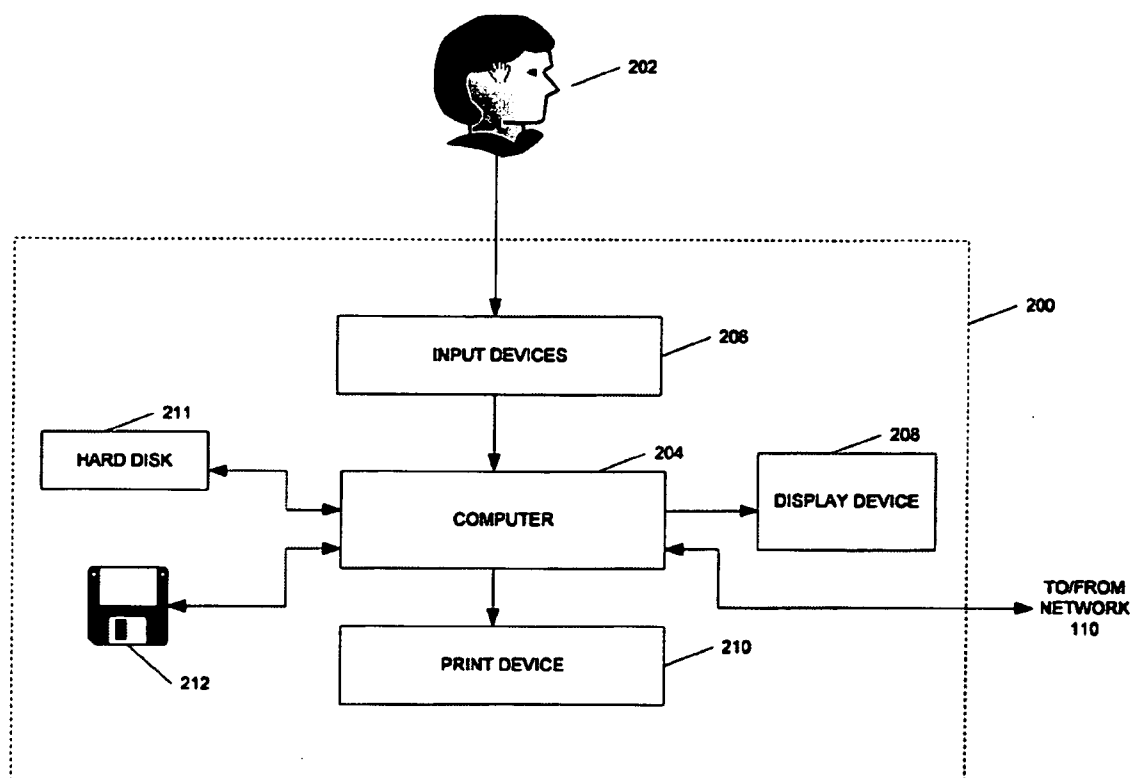 202
200
INPUT DEVICES
206
211
HARD DISK
204
COMPUTER
208
DISPLAY DEVICE
TO/FROM
NETWORK
110
212
PRINT DEVICE
210